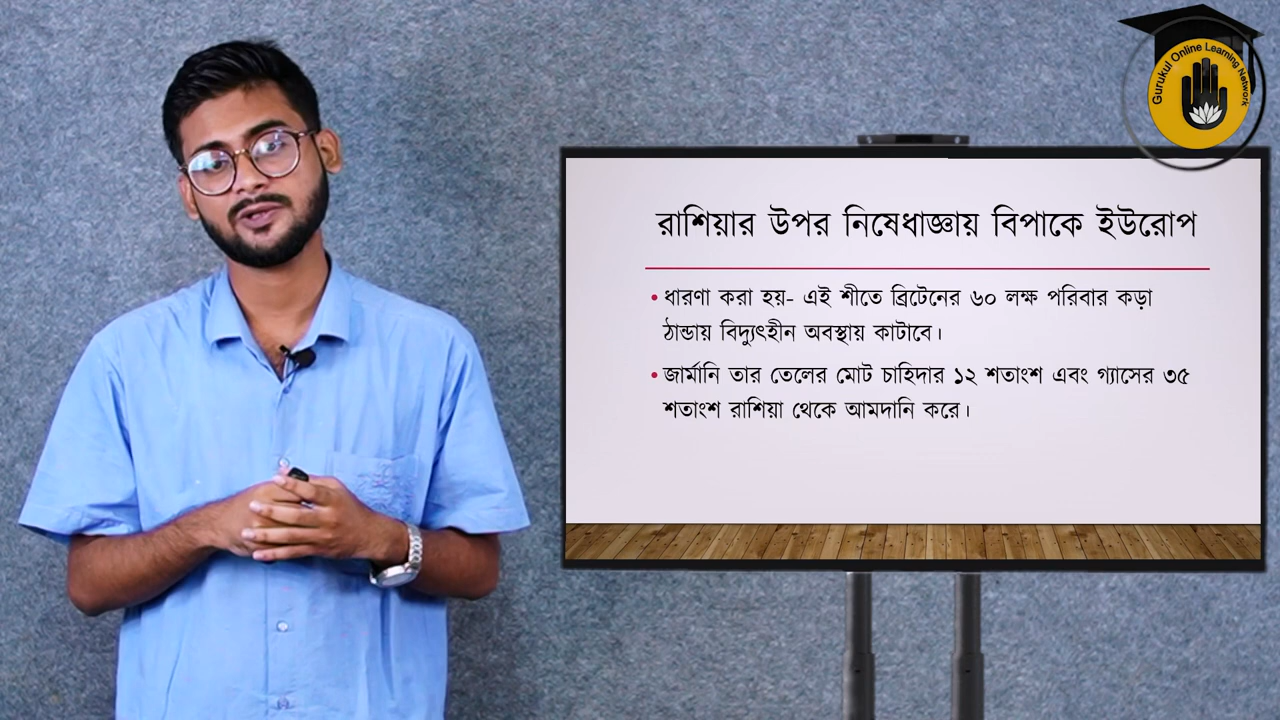 Gurukul Online Learning Network
রাশিয়ার উপর নিষেধাজ্ঞায় বিপাকে ইউরোপ
•ধারণা করা হয়- এই শীতে ব্রিটেনের ৬০ লক্ষ পরিবার কড়া
ঠান্ডায় বিদ্যুৎহীন অবস্থায় কাটাবে।
•জার্মানি তার তেলের মোট চাহিদার ১২ শতাংশ এবং গ্যাসের ৩৫
শতাংশ রাশিয়া থেকে আমদানি করে।